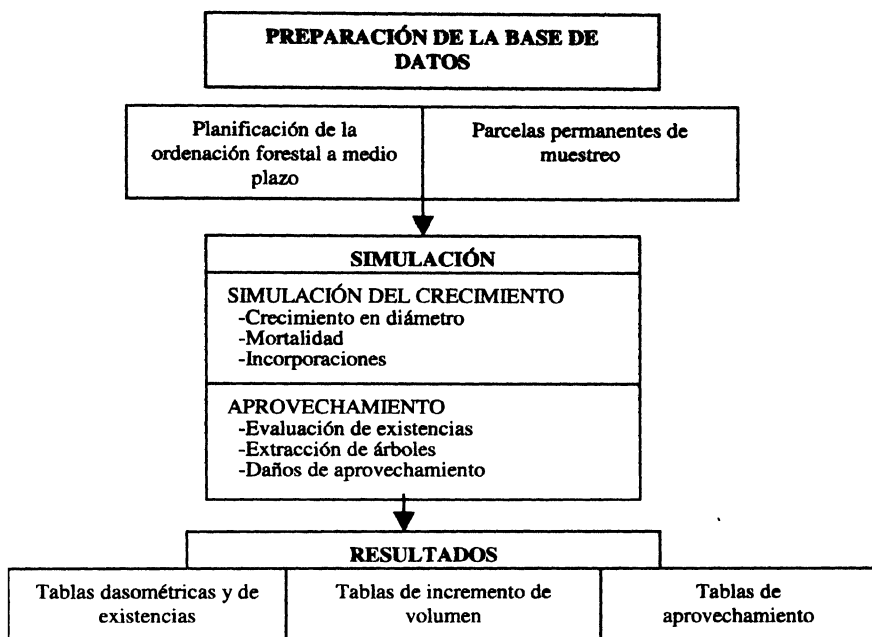 PREPARACIÓN DE LA BASE DE
DATOS
Planificación de la
ordenación forestal a medio
plazo
Parcelas permanentes de
muestreo
SIMULACIÓN
SIMULACIÓN DEL CRECIMIENTO
-Crecimiento en diámetro
-Mortalidad
-Incorporaciones
APROVECHAMIENTO
-Evaluación de existencias
-Extracción de árboles
-Daños de aprovechamiento
RESULTADOS
Tablas dasométricas y de
existencias
Tablas de incremento de
volumen
Tablas de
aprovechamiento